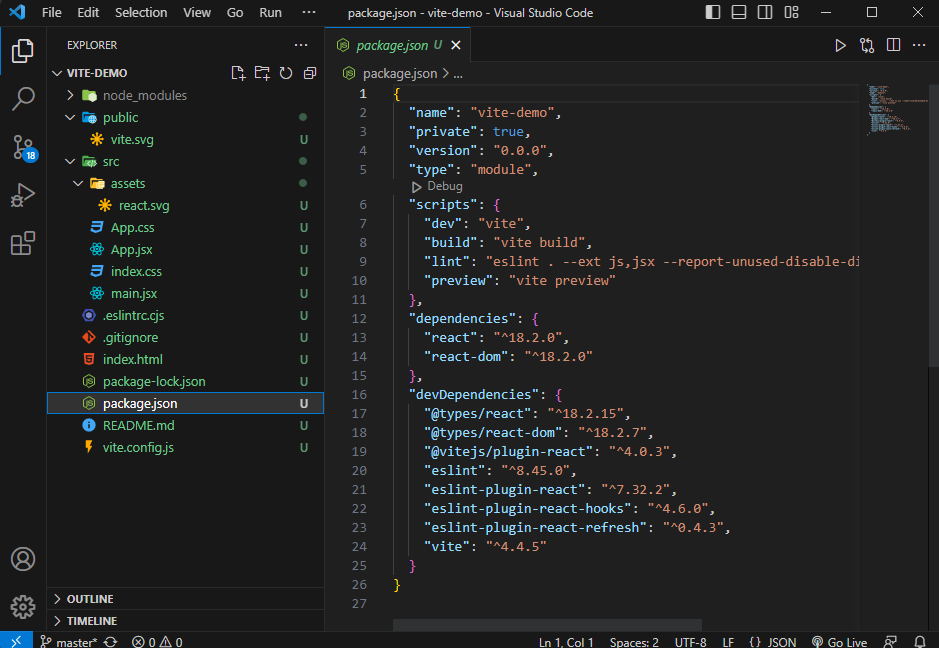 File Edit Selection View Go Run ··· package.json - vite-demo - Visual Studio Code
EXPLORER
VITE-DEMO
node_modules
public
vite.svg U
src
assets
react.svg U
App.css U
App.jsx U
index.css U
main.jsx U
.eslintrc.cjs U
.gitignore U
index.html U
package-lock.json U
package.json U
README.md U
vite.config.js U
OUTLINE
TIMELINE
18
package.json U
package.json > ...
1 {
2 "name": "vite-demo",
3 "private": true,
4 "version": "0.0.0",
5 "type": "module",
Debug
6 "scripts": {
7 "dev": "vite",
8 "build": "vite build",
9 "lint": "eslint . --ext js,jsx --report-unused-disable-di
10 "preview": "vite preview"
11 },
12 "dependencies": {
13 "react": "^18.2.0",
14 "react-dom": "^18.2.0"
15 },
16 "devDependencies": {
17 "@types/react": "^18.2.15",
18 "@types/react-dom": "^18.2.7",
19 "@vitejs/plugin-react": "^4.0.3",
20 "eslint": "^8.45.0",
21 "eslint-plugin-react": "^7.32.2",
22 "eslint-plugin-react-hooks": "^4.6.0",
23 "eslint-plugin-react-refresh": "^0.4.3",
24 "vite": "^4.4.5"
25 }
26 }
27
master* 0 0 Ln 1, Col 1 Spaces: 2 UTF-8 LF {} JSON Go Live